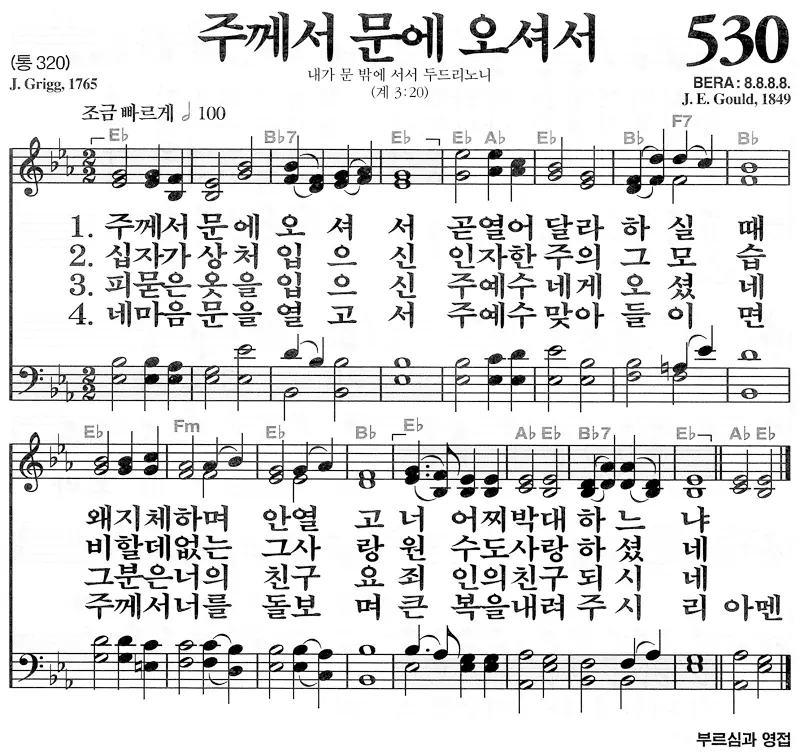 주께서 문에 오셔서
530
(통 320)
내가 문 밖에 서서 두드리노니
(계 3:20)
BERA : 8.8.8.8.
J. Grigg, 1765
J. E. Gould, 1849
조금 빠르게 𝅗𝅥 100
E♭ B♭7 E♭ E♭ A♭ E♭ B♭ F7 B♭
2
2
1. 주께서 문에 오 셔 서 곧열어 달라 하 실 때
2. 십자가 상처 입 으 신 인자한 주의 그 모 습
3. 피묻은 옷을 입 으 신 주예수 네게 오 셨 네
4. 네마음 문을 열 고 서 주예수 맞아 들 이 면
2
2
E♭ Fm E♭ B♭ E♭ A♭ E♭ B♭7 E♭ A♭ E♭
왜지체하며 안열 고 너 어찌박대 하 느 냐
비할데없는 그사 랑 원 수도사랑 하 셨 네
그분은너의 친구 요 죄 인의친구 되 시 네
주께서너를 돌보 며 큰 복을내려 주 시 리 아멘
부르심과 영접